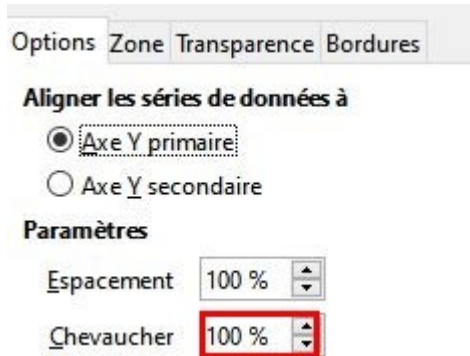 Options Zone Transparence Bordures
Aligner les séries de données à
Axe Y primaire
Axe Y secondaire
Paramètres
Espacement 100 %
Chevaucher 100 %